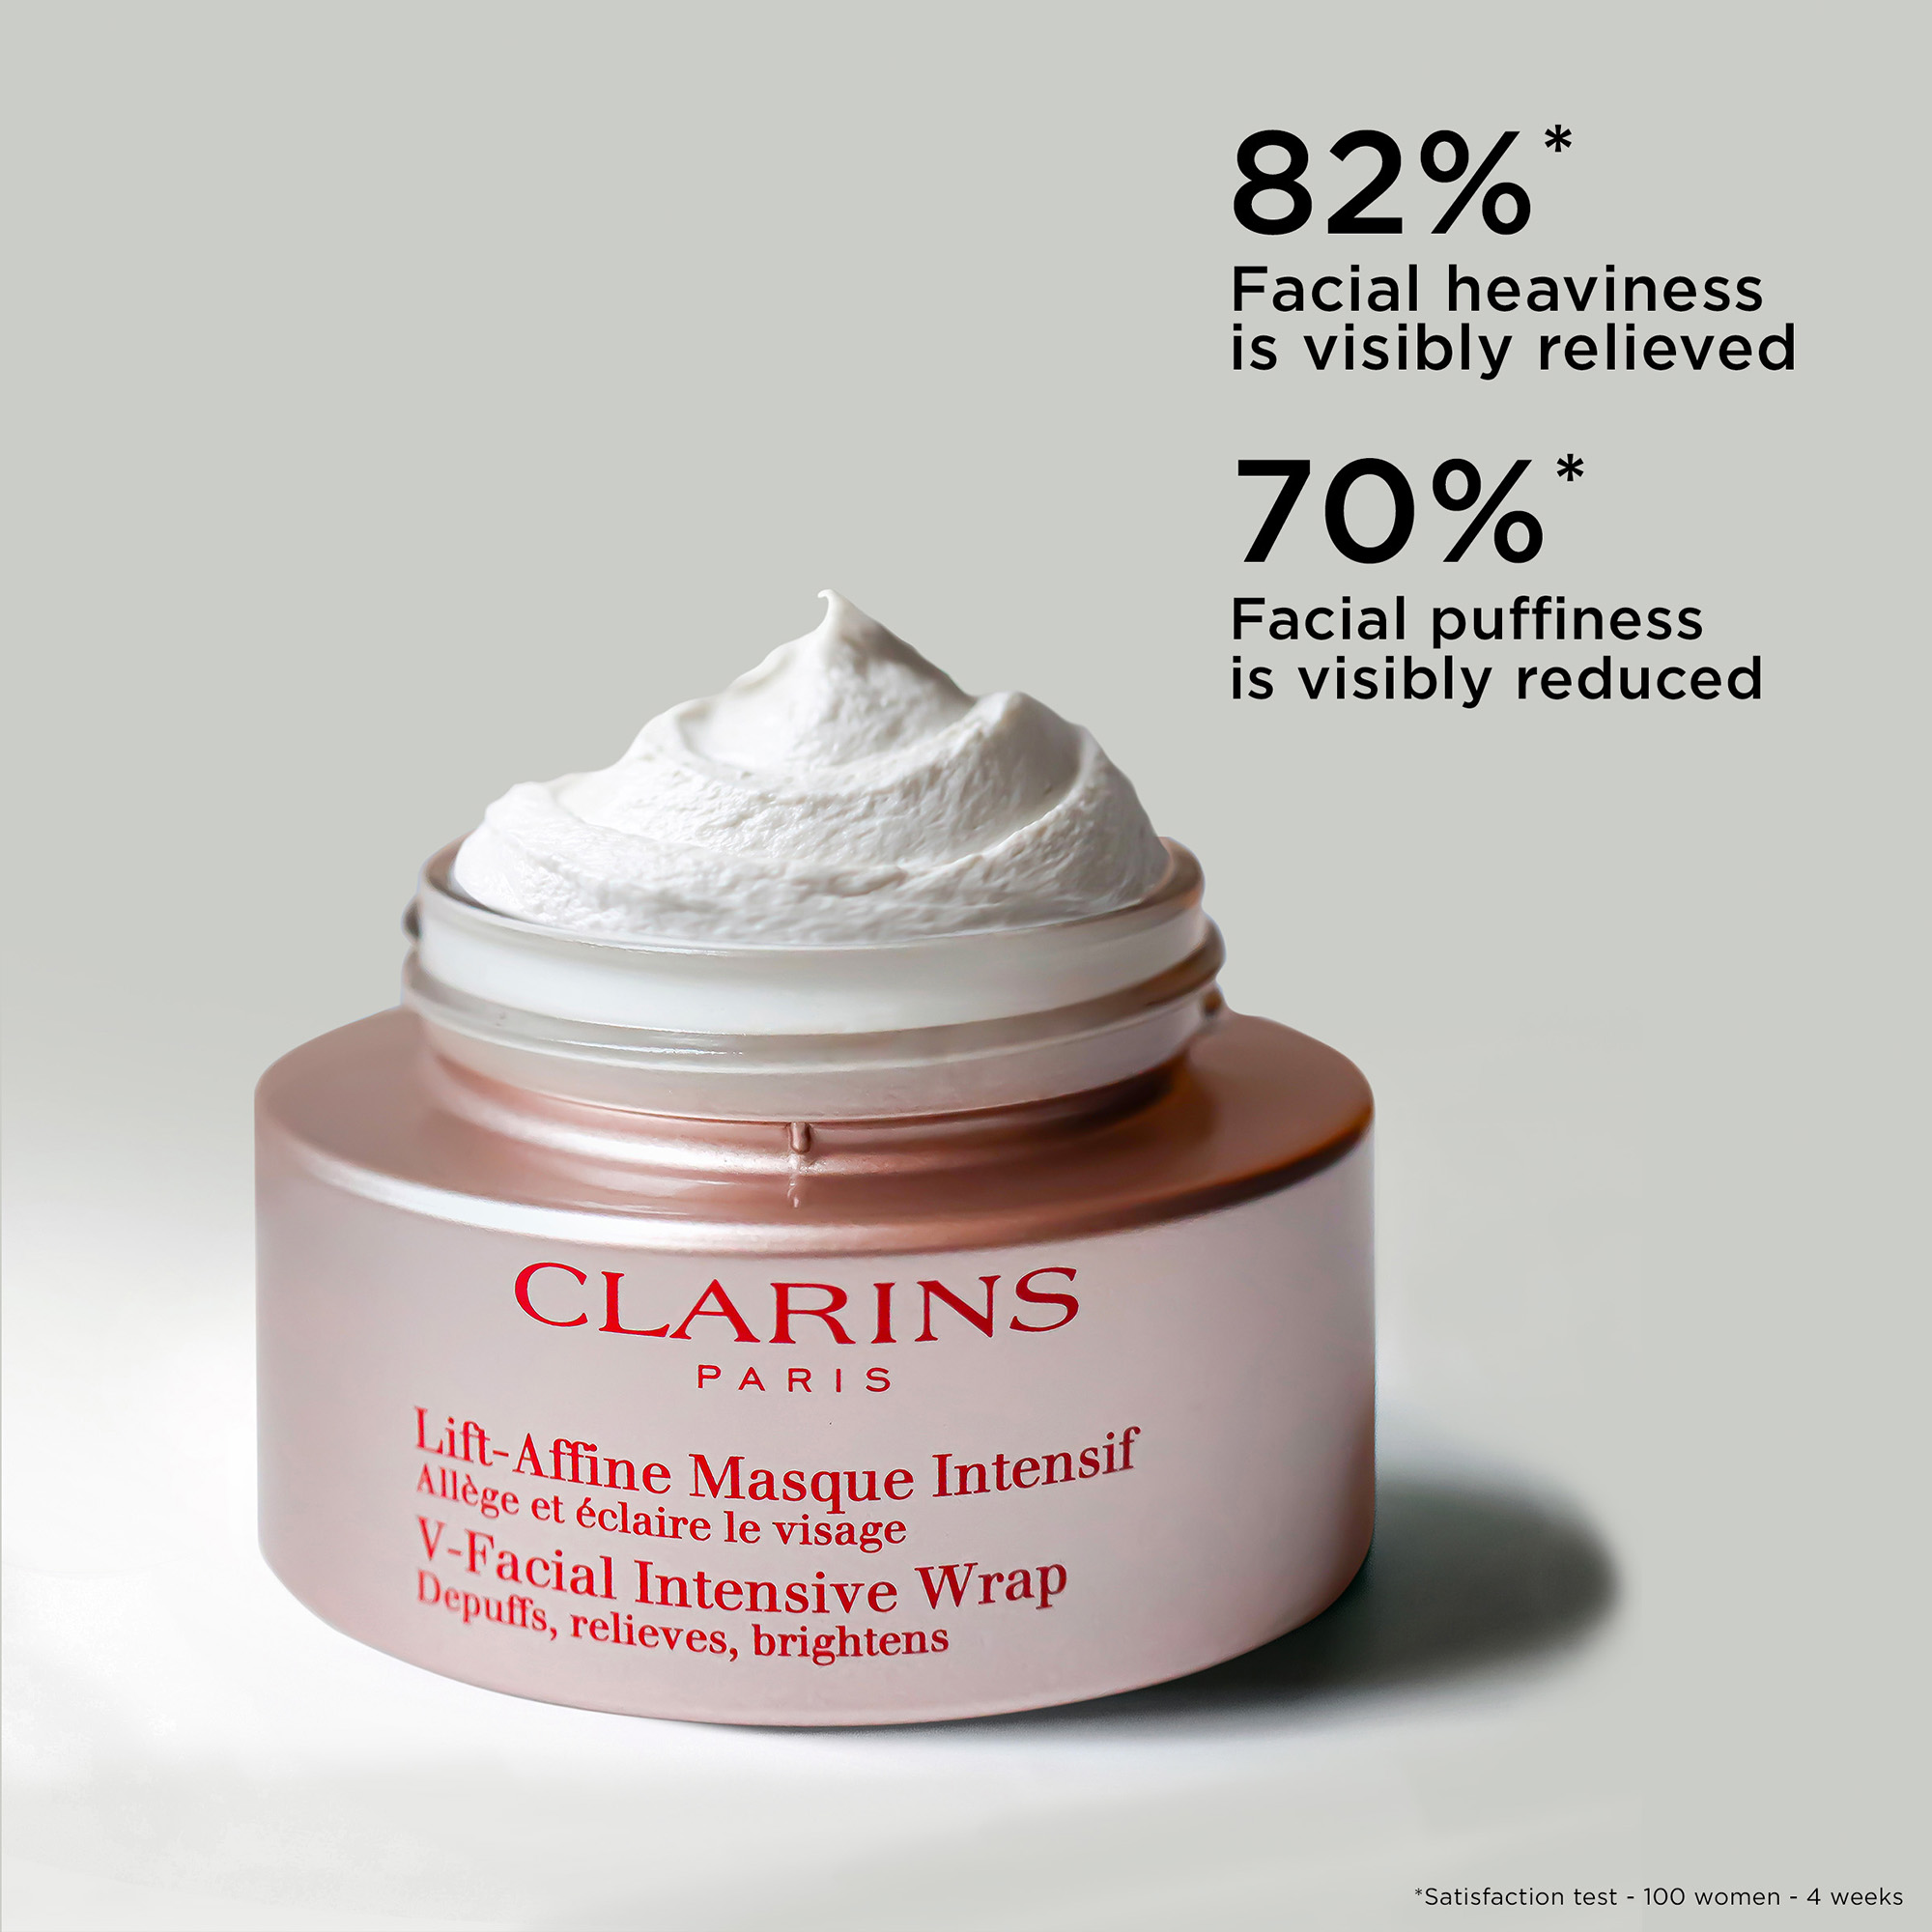 82%*
Facial heaviness
is visibly relieved
70%*
Facial puffiness
is visibly reduced
CLARINS
PARIS
Lift-Affine Masque Intensif
Allège et éclaire le visage
V-Facial Intensive Wrap
Depuffs, relieves, brightens
*Satisfaction test - 100 women - 4 weeks